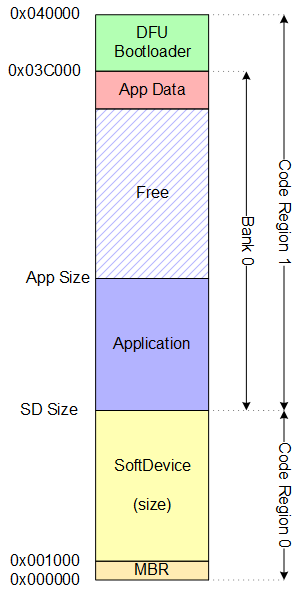 0x040000
DFU
Bootloader
0x03C000
App Data
Free
Code Region 1
Bank 0
App Size
Application
SD Size
SoftDevice
(size)
Code Region 0
0x001000
MBR
0x000000